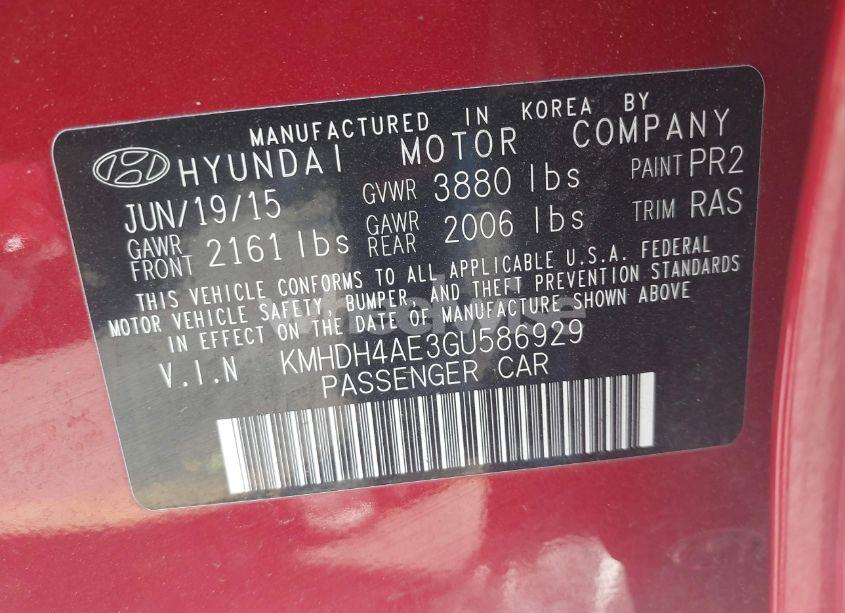 MANUFACTURED IN KOREA BY
HYUNDAI MOTOR COMPANY
JUN/19/15 GVWR 3880 lbs PAINT PR2
GAWR FRONT 2161 lbs GAWR REAR 2006 lbs TRIM RAS
THIS VEHICLE CONFORMS TO ALL APPLICABLE U.S.A. FEDERAL
MOTOR VEHICLE SAFETY, BUMPER, AND THEFT PREVENTION STANDARDS
IN EFFECT ON THE DATE OF MANUFACTURE SHOWN ABOVE
V.I.N KMHDH4AE3GU586929
PASSENGER CAR